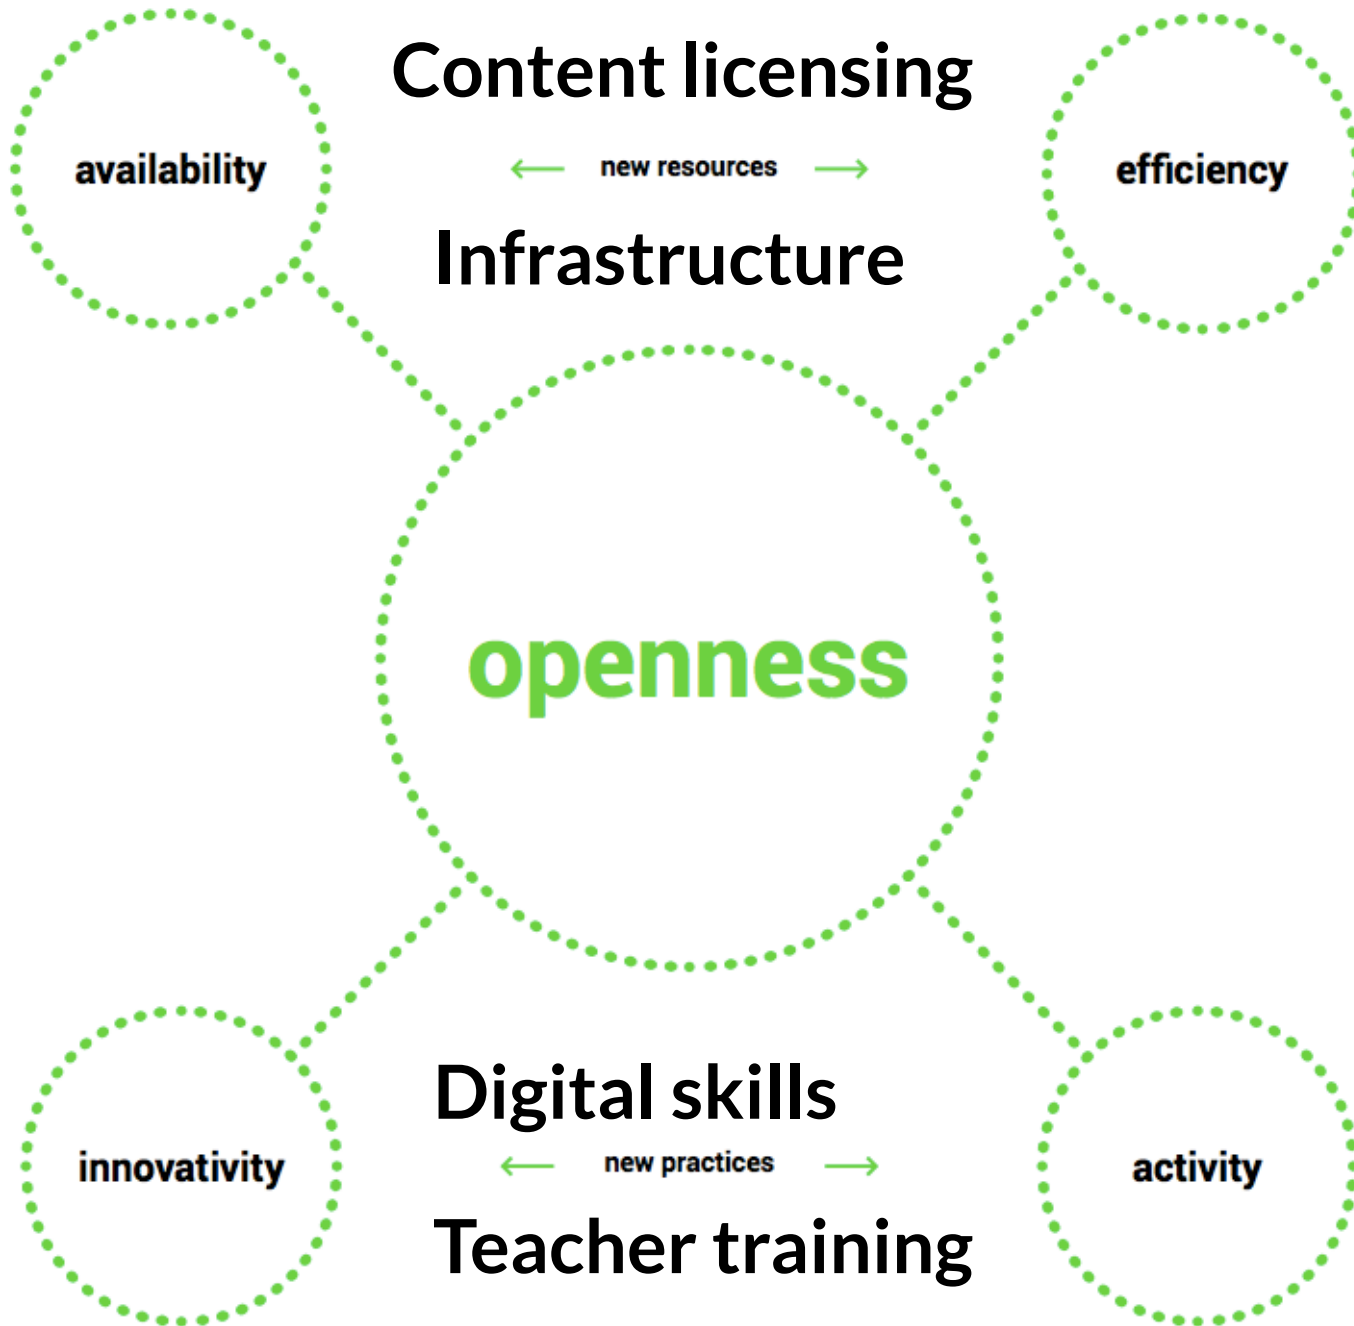 Content licensing
availability
← new resources →
efficiency
Infrastructure
openness
Digital skills
innovativity
← new practices →
activity
Teacher training